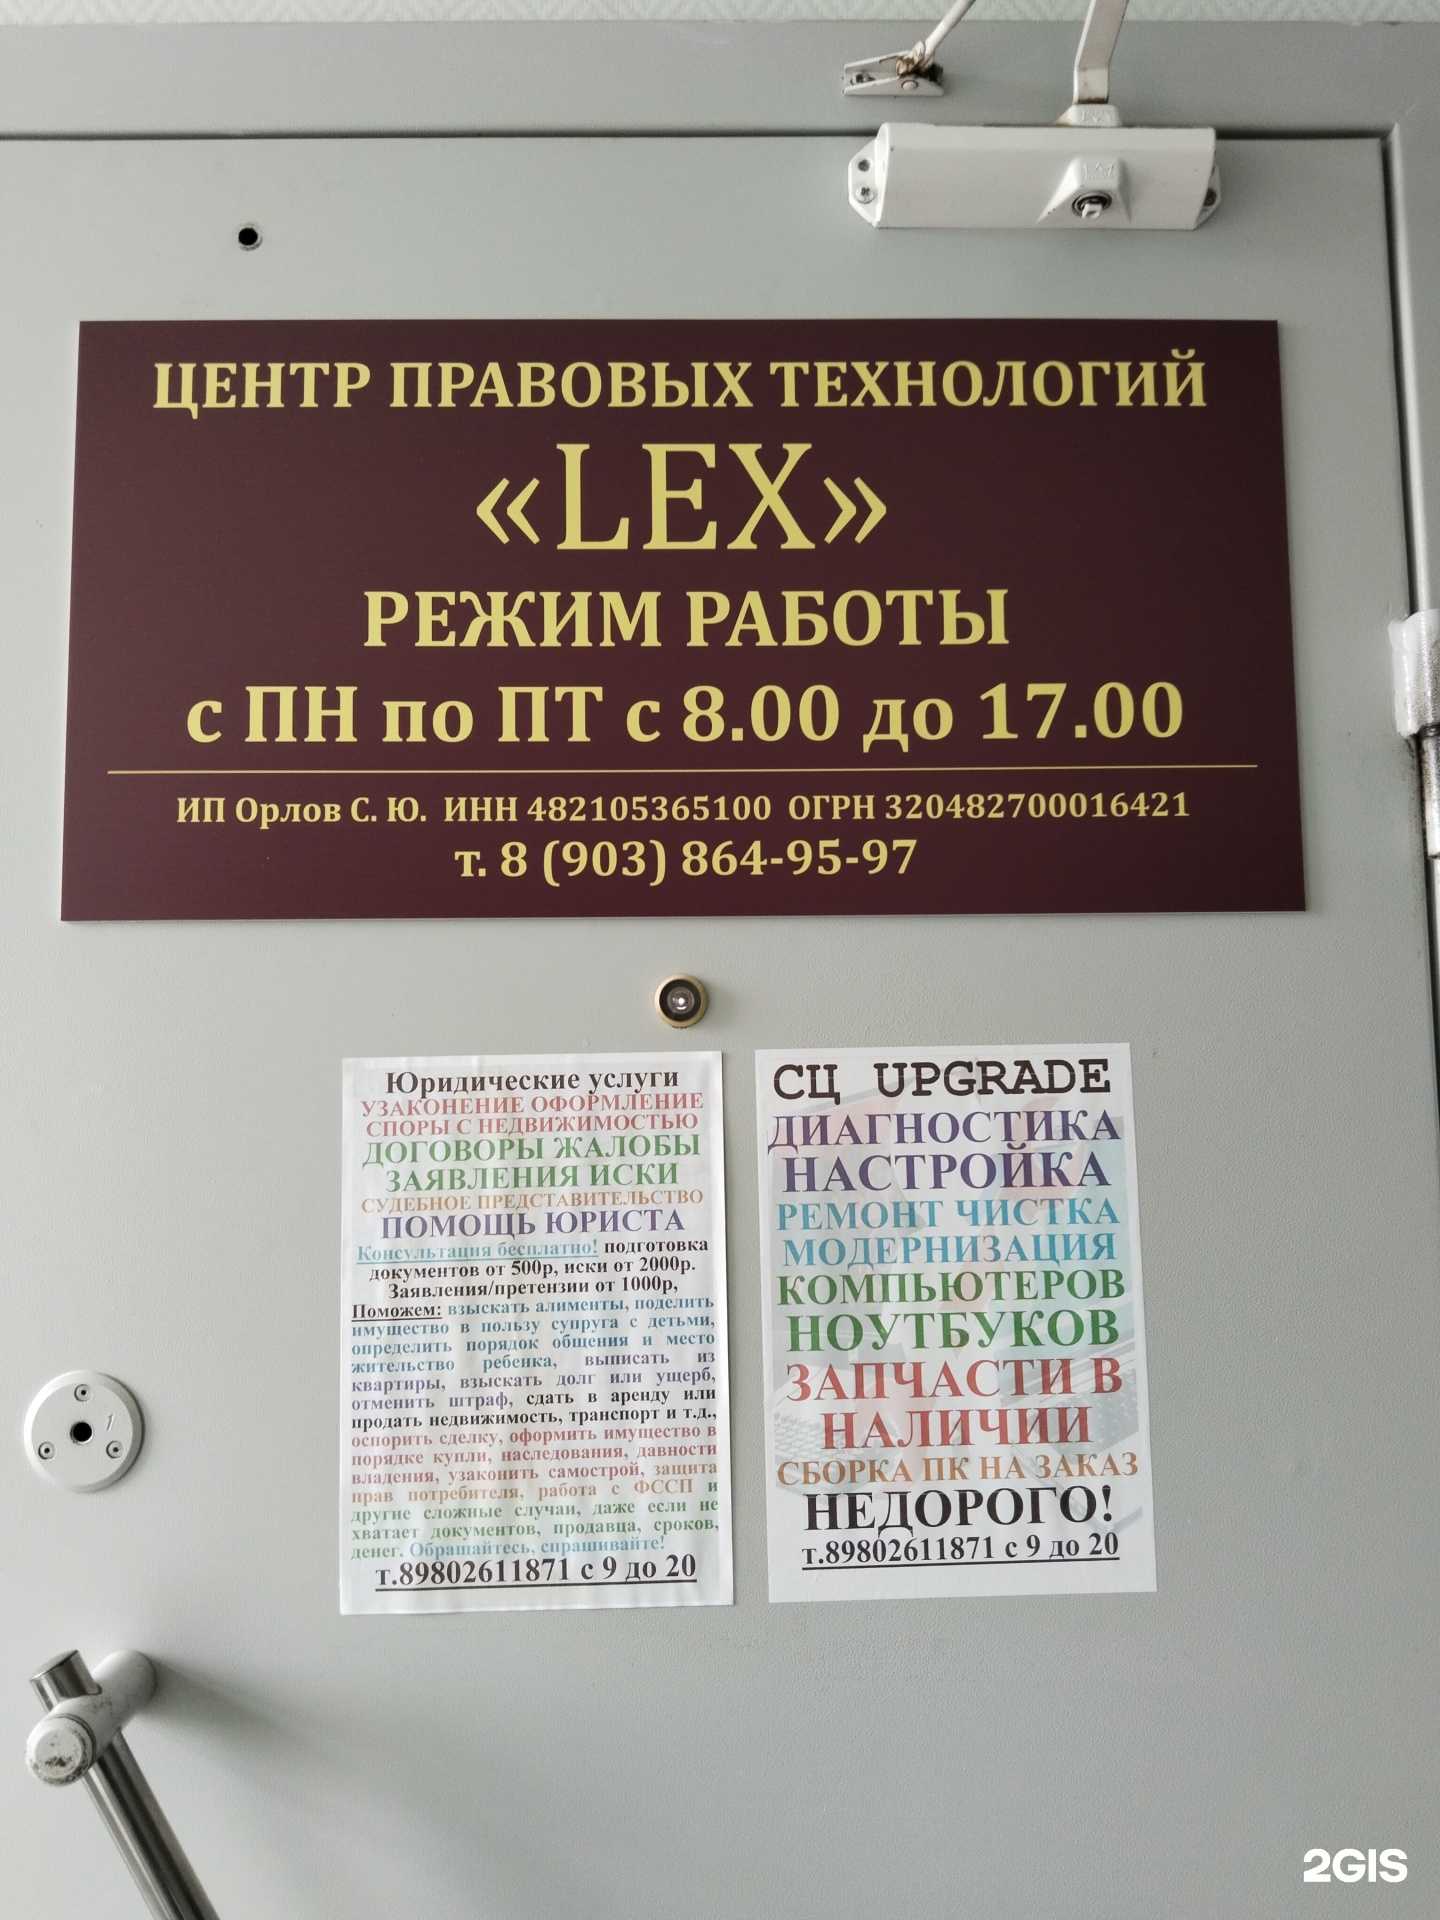 ЦЕНТР ПРАВОВЫХ ТЕХНОЛОГИЙ
«LEX»
РЕЖИМ РАБОТЫ
с ПН по ПТ с 8.00 до 17.00
ИП Орлов С. Ю. ИНН 482105365100 ОГРН 320482700016421
т. 8 (903) 864-95-97
Юридические услуги
УЗАКОНЕНИЕ ОФОРМЛЕНИЕ
СПОРЫ С НЕДВИЖИМОСТЬЮ
ДОГОВОРЫ ЖАЛОБЫ
ЗАЯВЛЕНИЯ ИСКИ
СУДЕБНОЕ ПРЕДСТАВИТЕЛЬСТВО
ПОМОЩЬ ЮРИСТА
Консультация бесплатно! подготовка
документов от 500р, иски от 2000р.
Заявления/претензии от 1000р,
Поможем: взыскать алименты, поделить
имущество в пользу супруга с детьми,
определить порядок общения и место
жительство ребенка, выписать из
квартиры, взыскать долг или ущерб,
отменить штраф, сдать в аренду или
продать недвижимость, транспорт и т.д.,
оспорить сделку, оформить имущество в
порядке купли, наследования, давности
владения, узаконить самострой, защита
прав потребителя, работа с ФССП и
другие сложные случаи, даже если не
хватает документов, продавца, сроков,
денег. Обращайтесь, спрашивайте!
т.89802611871 с 9 до 20
СЦ UPGRADE
ДИАГНОСТИКА
НАСТРОЙКА
РЕМОНТ ЧИСТКА
МОДЕРНИЗАЦИЯ
КОМПЬЮТЕРОВ
НОУТБУКОВ
ЗАПЧАСТИ В
НАЛИЧИИ
СБОРКА ПК НА ЗАКАЗ
НЕДОРОГО!
т.89802611871 с 9 до 20
1
2GIS